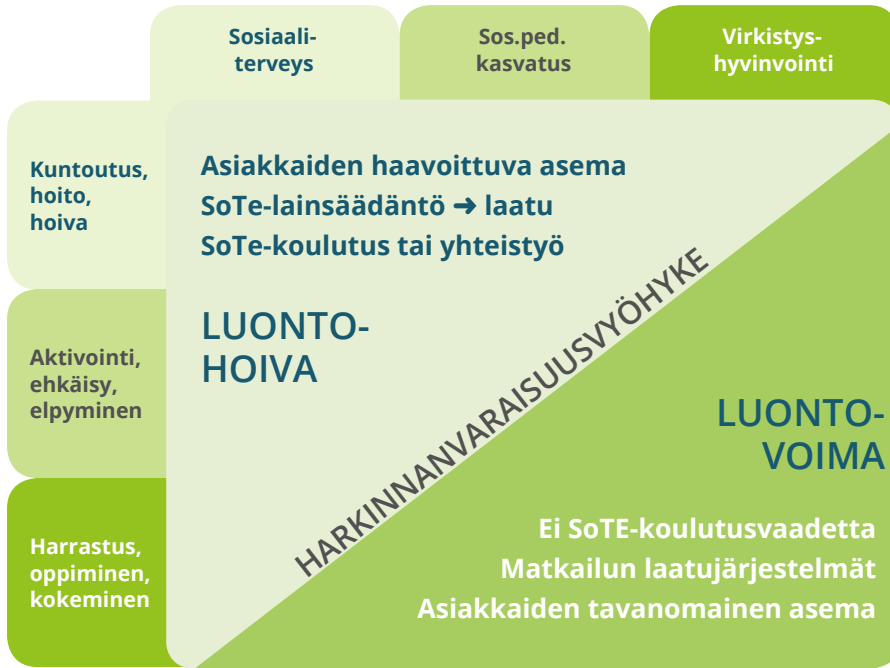 Sosiaali-
terveys
Sos.ped.
kasvatus
Virkistys-
hyvinvointi
Kuntoutus,
hoito,
hoiva
Aktivointi,
ehkäisy,
elpyminen
Harrastus,
oppiminen,
kokeminen
Asiakkaiden haavoittuva asema
SoTe-lainsäädäntö ➜ laatu
SoTe-koulutus tai yhteistyö
LUONTO-
HOIVA
HARKINNANVARAISUUSVYÖHYKE
LUONTO-
VOIMA
Ei SoTE-koulutusvaadetta
Matkailun laatujärjestelmät
Asiakkaiden tavanomainen asema